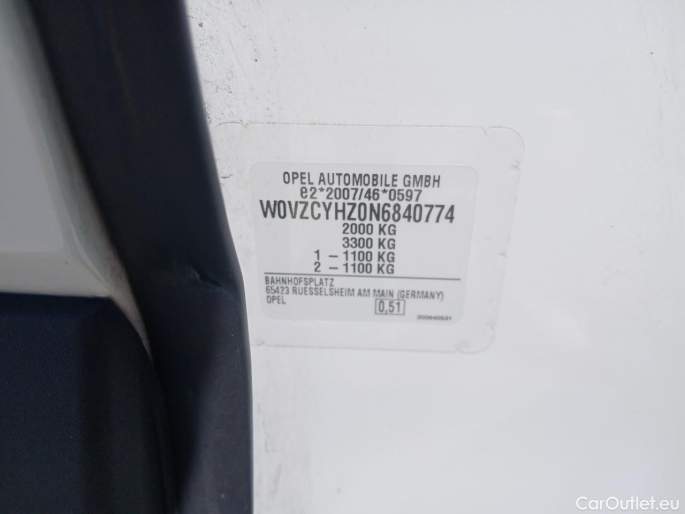 OPEL AUTOMOBILE GMBH
e2*2007/46*0597
W0VZCYHZ0N6840774
2000 KG
3300 KG
1 – 1100 KG
2 – 1100 KG
BAHNHOFSPLATZ
65423 RUESSELSHEIM AM MAIN (GERMANY)
OPEL
0,51
CarOutlet.eu